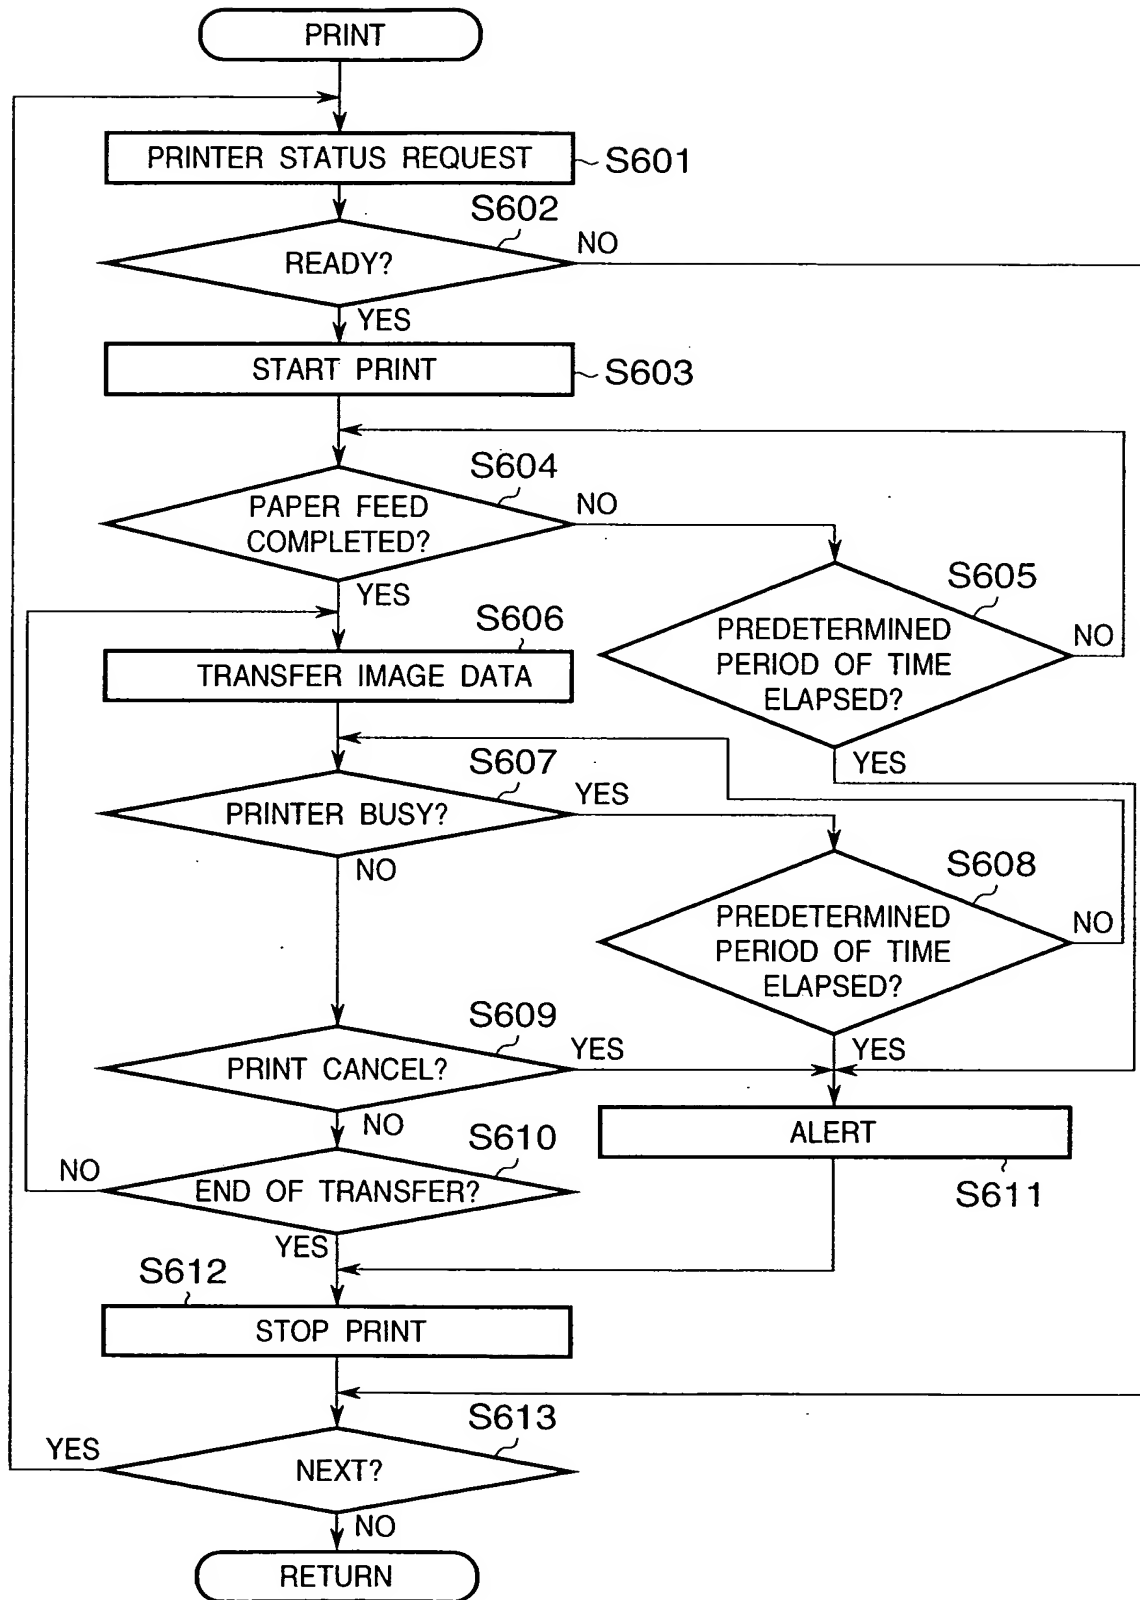 PRINT
PRINTER STATUS REQUEST
S601
S602
READY?
NO
YES
START PRINT
S603
S604
PAPER FEED
COMPLETED?
NO
YES
S605
PREDETERMINED
PERIOD OF TIME
ELAPSED?
NO
YES
S606
TRANSFER IMAGE DATA
S607
PRINTER BUSY?
YES
NO
S608
PREDETERMINED
PERIOD OF TIME
ELAPSED?
NO
YES
S609
PRINT CANCEL?
YES
NO
ALERT
S611
S610
END OF TRANSFER?
NO
YES
S612
STOP PRINT
S613
NEXT?
YES
NO
RETURN